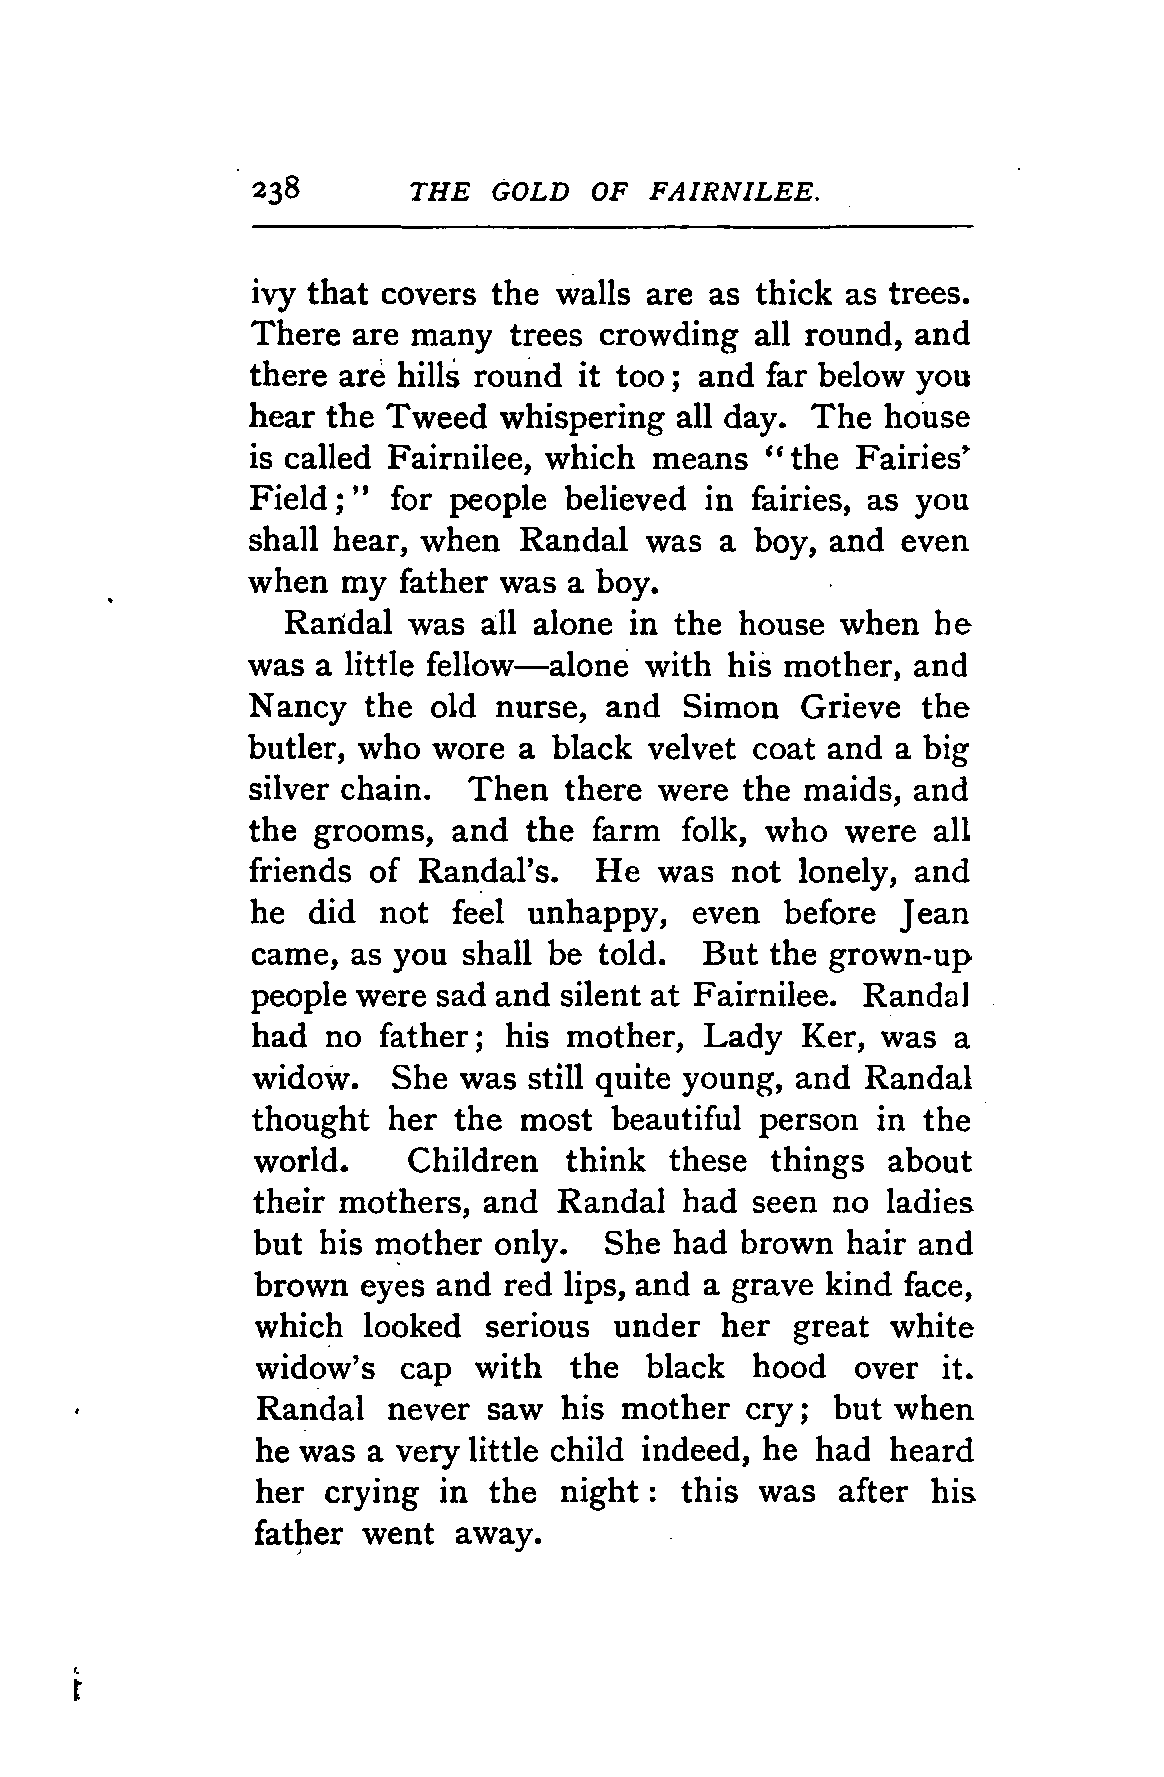 238 THE GOLD OF FAIRNILEE.
ivy that covers the walls are as thick as trees.
There are many trees crowding all round, and
there are hills round it too; and far below you
hear the Tweed whispering all day. The house
is called Fairnilee, which means "the Fairies'
Field;" for people believed in fairies, as you
shall hear, when Randal was a boy, and even
when my father was a boy.
Randal was all alone in the house when he
was a little fellow—alone with his mother, and
Nancy the old nurse, and Simon Grieve the
butler, who wore a black velvet coat and a big
silver chain. Then there were the maids, and
the grooms, and the farm folk, who were all
friends of Randal's. He was not lonely, and
he did not feel unhappy, even before Jean
came, as you shall be told. But the grown-up
people were sad and silent at Fairnilee. Randal
had no father; his mother, Lady Ker, was a
widow. She was still quite young, and Randal
thought her the most beautiful person in the
world. Children think these things about
their mothers, and Randal had seen no ladies
but his mother only. She had brown hair and
brown eyes and red lips, and a grave kind face,
which looked serious under her great white
widow's cap with the black hood over it.
Randal never saw his mother cry; but when
he was a very little child indeed, he had heard
her crying in the night: this was after his
father went away.